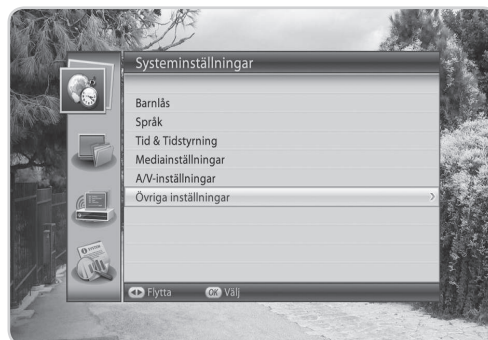 Systeminställningar
Barnlås
Språk
Tid & Tidstyrning
Mediainställningar
A/V-inställningar
Övriga inställningar
Flytta OK Välj